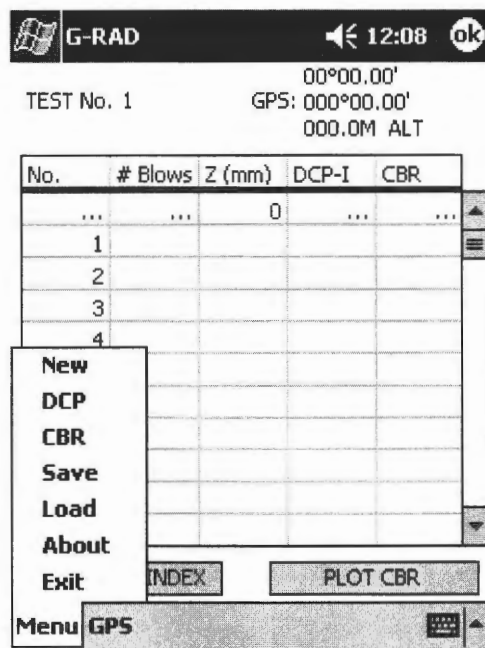 G-RAD 12:08 ok
00°00.00'
TEST No. 1 GPS: 000°00.00'
000.0M ALT
No. # Blows Z (mm) DCP-I CBR
... ... 0 ... ...
1
2
3
4
New
DCP
CBR
Save
Load
About
Exit
INDEX PLOT CBR
Menu GPS